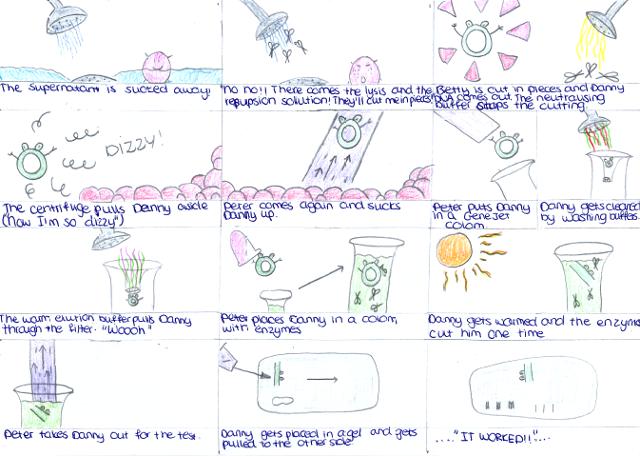 The supernatant is sucted away!
"No no!! There comes the lysis and the
repupsion solution! They'll cut me in pieces!
Betty is cut in pieces and Danny
DNA comes out. The neutralising
buffer stops the cutting.
DIZZY!
The centrifuge pulls Danny aside
(now I'm so dizzy")
Peter comes again and sucks
Danny up.
Peter puts Danny
in a GeneJet
colom
Danny gets cleared
by washing buffer.
The warm elution buffer pulls Danny
through the filter. "Woooh"
Peter places Danny in a colom,
with enzymes
Danny gets warmed and the enzyms
cut him one time
Peter takes Danny out for the test.
Danny gets placed in a gel and gets
pulled to the other side
...."IT WORKED!!"....